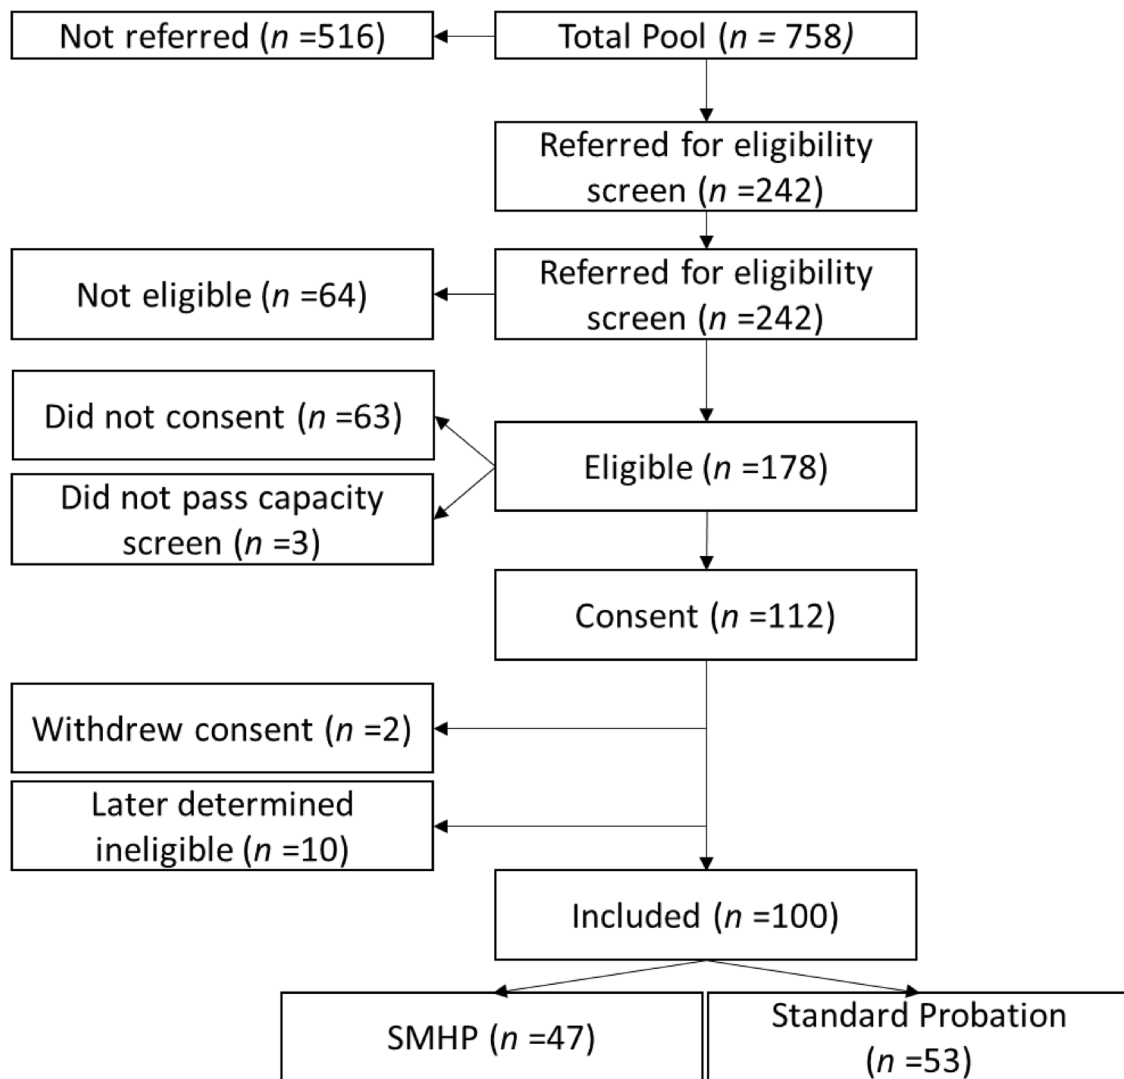 Not referred (n =516)
Total Pool (n = 758)
Referred for eligibility
screen (n =242)
Not eligible (n =64)
Referred for eligibility
screen (n =242)
Did not consent (n =63)
Did not pass capacity
screen (n =3)
Eligible (n =178)
Consent (n =112)
Withdrew consent (n =2)
Later determined
ineligible (n =10)
Included (n =100)
SMHP (n =47)
Standard Probation
(n =53)